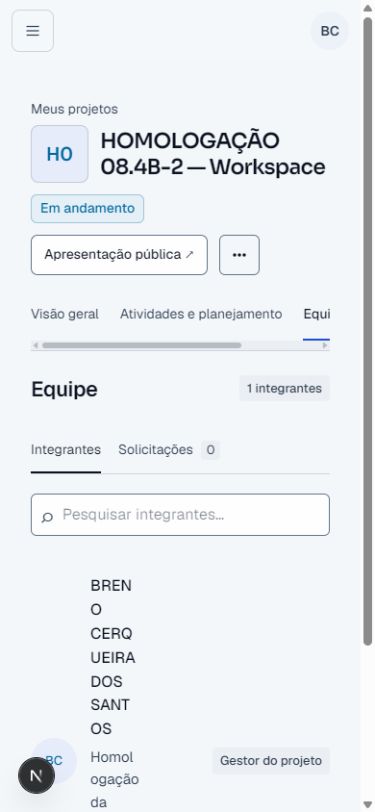 BC
Meus projetos
H0
HOMOLOGAÇÃO
08.4B-2 — Workspace
Em andamento
Apresentação pública ↗
•••
Visão geral
Atividades e planejamento
Equi
Equipe
1 integrantes
Integrantes
Solicitações
0
Pesquisar integrantes...
BREN
O
CERQ
UEIRA
DOS
SANT
OS
BC
Homol
ogação
da
Gestor do projeto
N